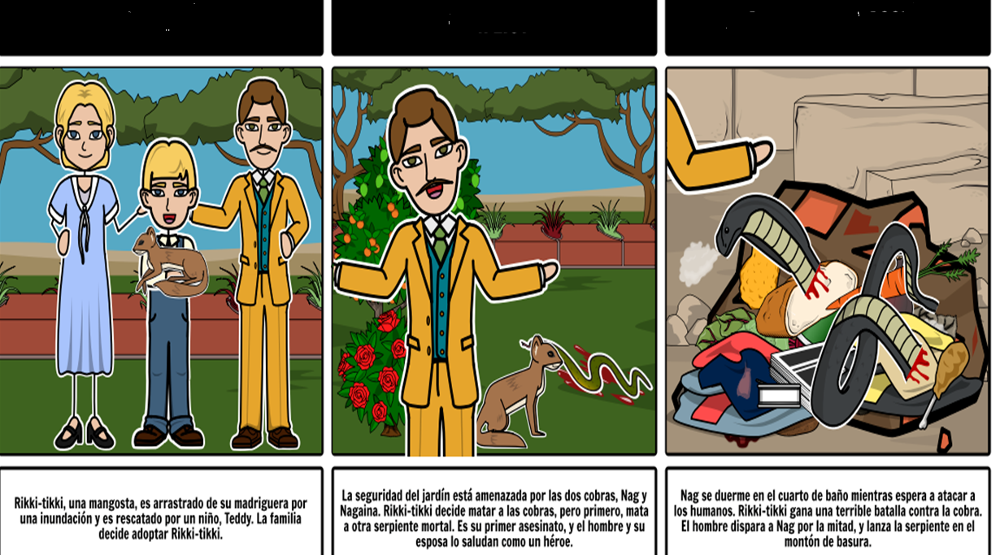 Rikki-tikki, una mangosta, es arrastrado de su madriguera por
una inundación y es rescatado por un niño, Teddy. La familia
decide adoptar Rikki-tikki.
La seguridad del jardín está amenazada por las dos cobras, Nag y
Nagaina. Rikki-tikki decide matar a las cobras, pero primero, mata
a otra serpiente mortal. Es su primer asesinato, y el hombre y su
esposa lo saludan como un héroe.
Nag se duerme en el cuarto de baño mientras espera a atacar a
los humanos. Rikki-tikki gana una terrible batalla contra la cobra.
El hombre dispara a Nag por la mitad, y lanza la serpiente en el
montón de basura.